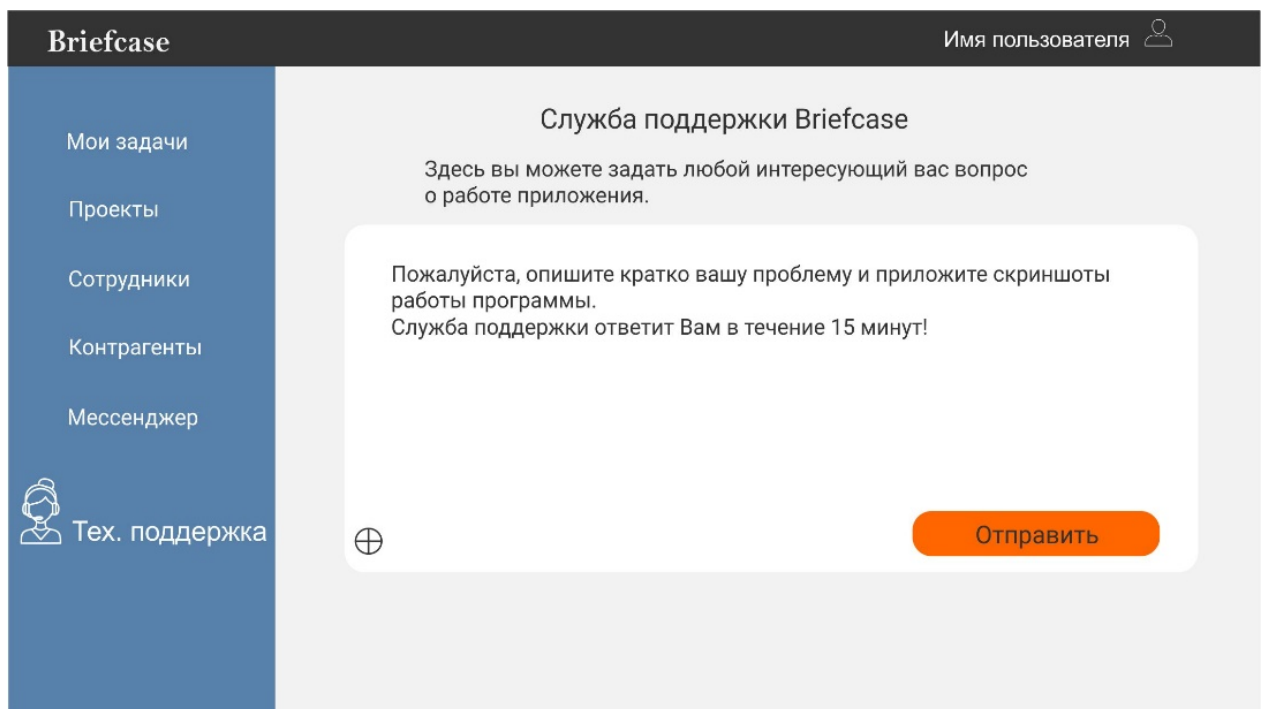 Briefcase
Имя пользователя
Мои задачи
Проекты
Сотрудники
Контрагенты
Мессенджер
Тех. поддержка
Служба поддержки Briefcase
Здесь вы можете задать любой интересующий вас вопрос
о работе приложения.
Пожалуйста, опишите кратко вашу проблему и приложите скриншоты
работы программы.
Служба поддержки ответит Вам в течение 15 минут!
Отправить